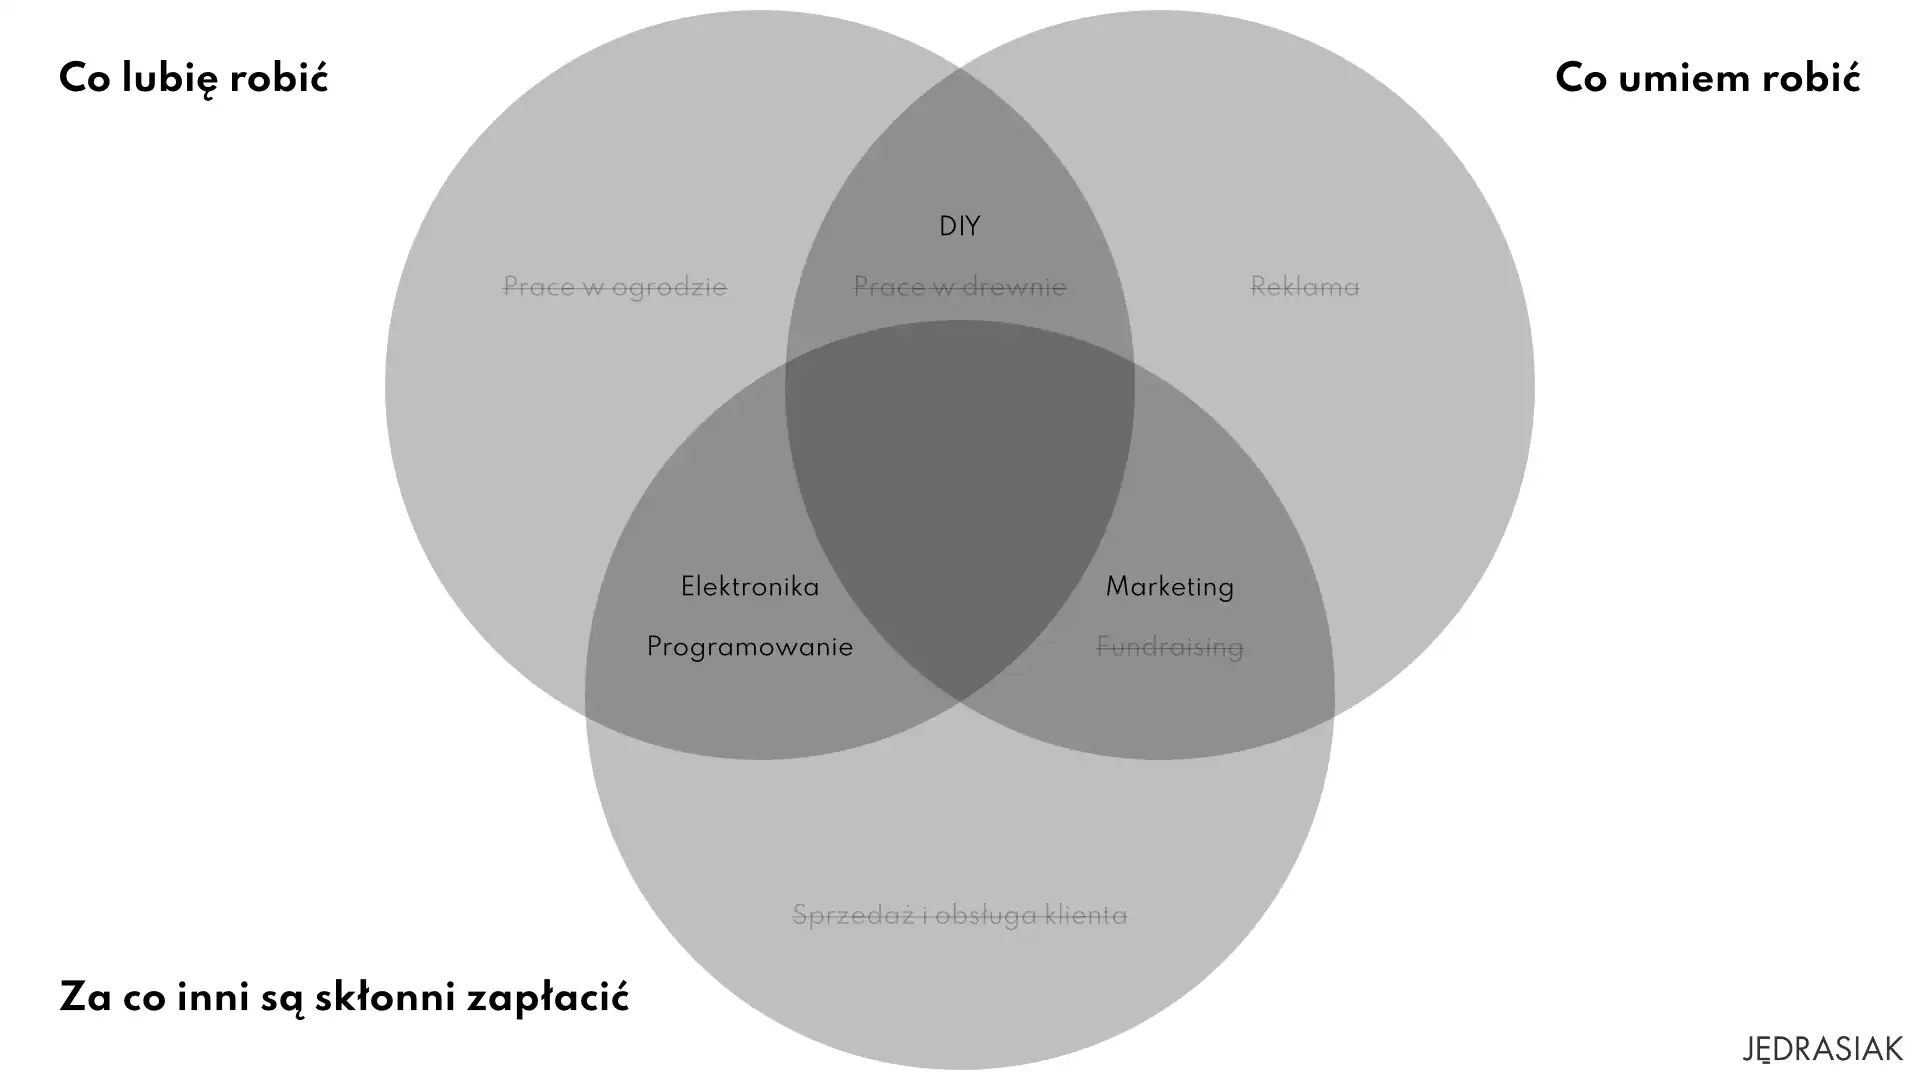 Co lubię robić
Co umiem robić
DIY
Prace w ogrodzie
Prace w drewnie
Reklama
Elektronika
Marketing
Programowanie
Fundraising
Sprzedaż i obsługa klienta
Za co inni są skłonni zapłacić
JĘDRASIAK